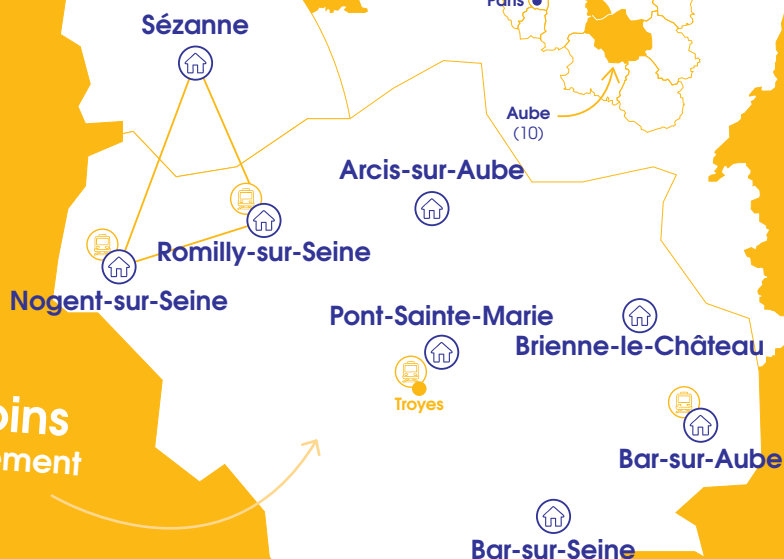 Paris
Sézanne
Aube
(10)
Arcis-sur-Aube
Romilly-sur-Seine
Nogent-sur-Seine
Pont-Sainte-Marie
Brienne-le-Château
Troyes
Bar-sur-Aube
Bar-sur-Seine